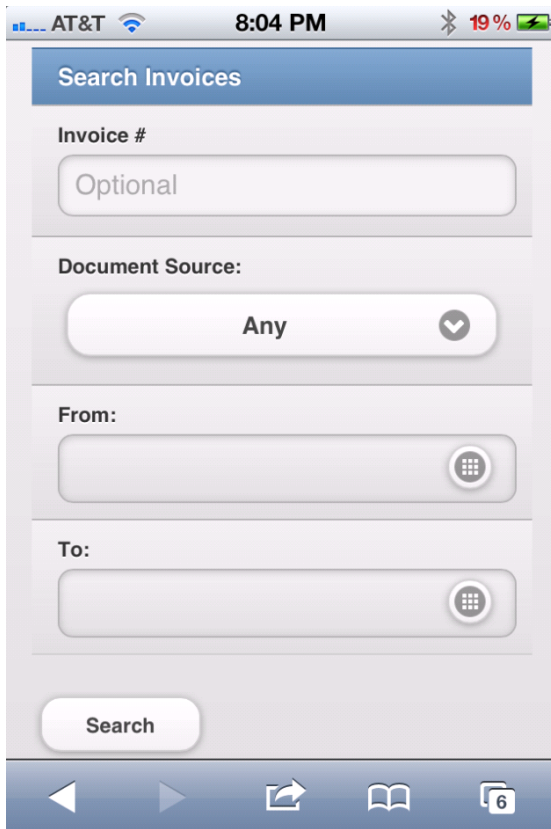 AT&T 8:04 PM 19%
Search Invoices
Invoice #
Optional
Document Source:
Any
From:
To:
Search
6